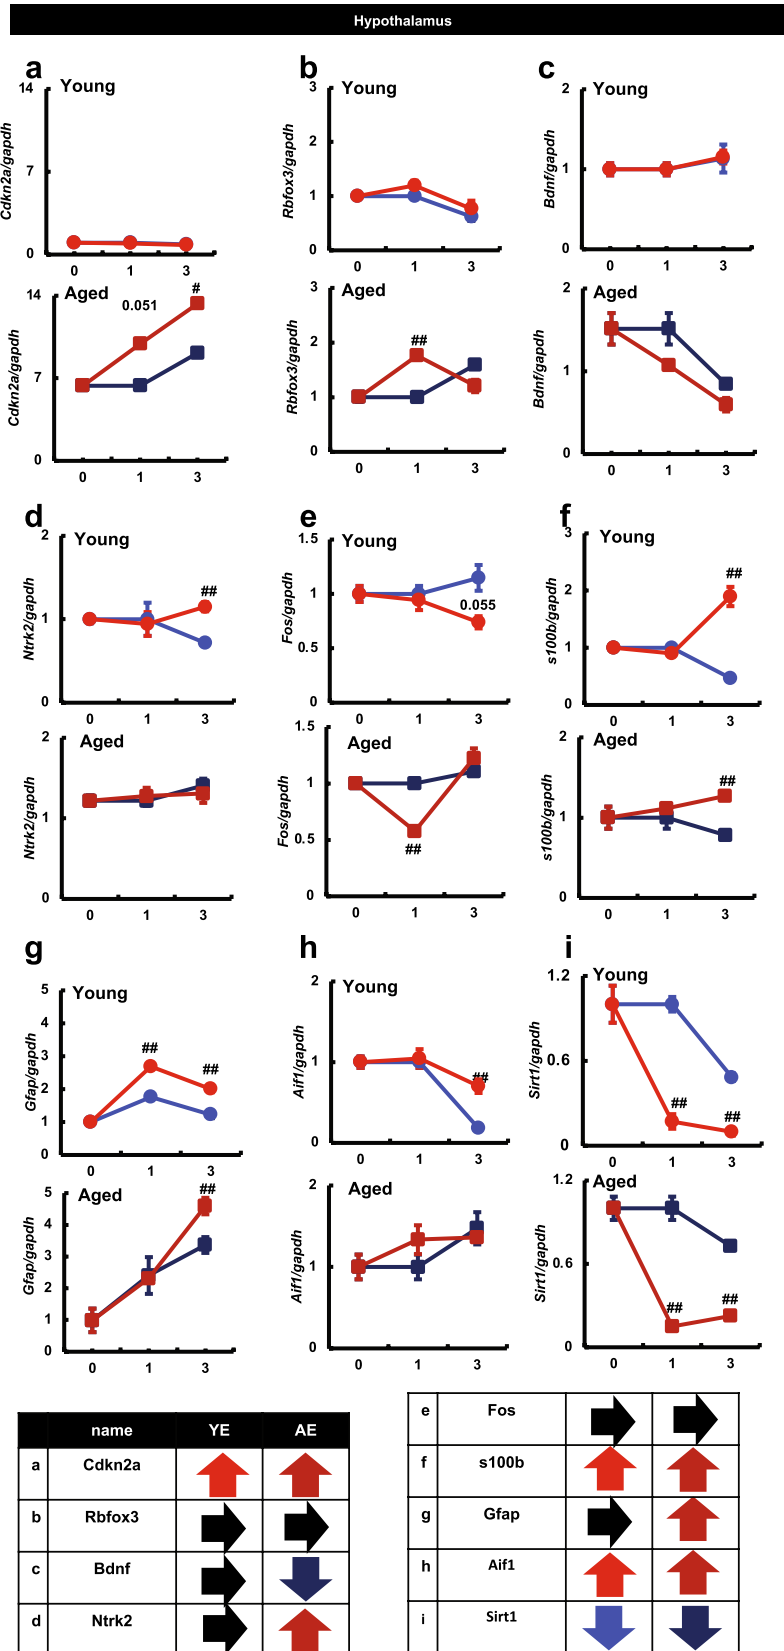 Hypothalamus
a
b
c
Young
Young
Young
14
7
0
Cdkn2a/gapdh
0 1 3
3
2
1
0
Rbfox3/gapdh
0 1 3
2
1
0
Bdnf/gapdh
0 1 3
Aged
Aged
Aged
14
7
0
Cdkn2a/gapdh
0.051
#
0 1 3
3
2
1
0
Rbfox3/gapdh
##
0 1 3
2
1
0
Bdnf/gapdh
0 1 3
d
e
f
Young
Young
Young
2
1
0
Ntrk2/gapdh
##
0 1 3
1.5
1
0.5
0
Fos/gapdh
0.055
0 1 3
3
2
1
0
s100b/gapdh
##
0 1 3
Aged
Aged
Aged
2
1
0
Ntrk2/gapdh
0 1 3
1.5
1
0.5
0
Fos/gapdh
##
0 1 3
2
1
0
s100b/gapdh
##
0 1 3
g
h
i
Young
Young
Young
5
4
3
2
1
0
Gfap/gapdh
##
##
0 1 3
2
1
0
Aif1/gapdh
##
0 1 3
1.2
0.6
0
Sirt1/gapdh
##
##
0 1 3
Aged
Aged
Aged
5
4
3
2
1
0
Gfap/gapdh
##
0 1 3
2
1
0
Aif1/gapdh
0 1 3
1.2
0.6
0
Sirt1/gapdh
##
##
0 1 3
name YE AE
a Cdkn2a
b Rbfox3
c Bdnf
d Ntrk2
e Fos
f s100b
g Gfap
h Aif1
i Sirt1